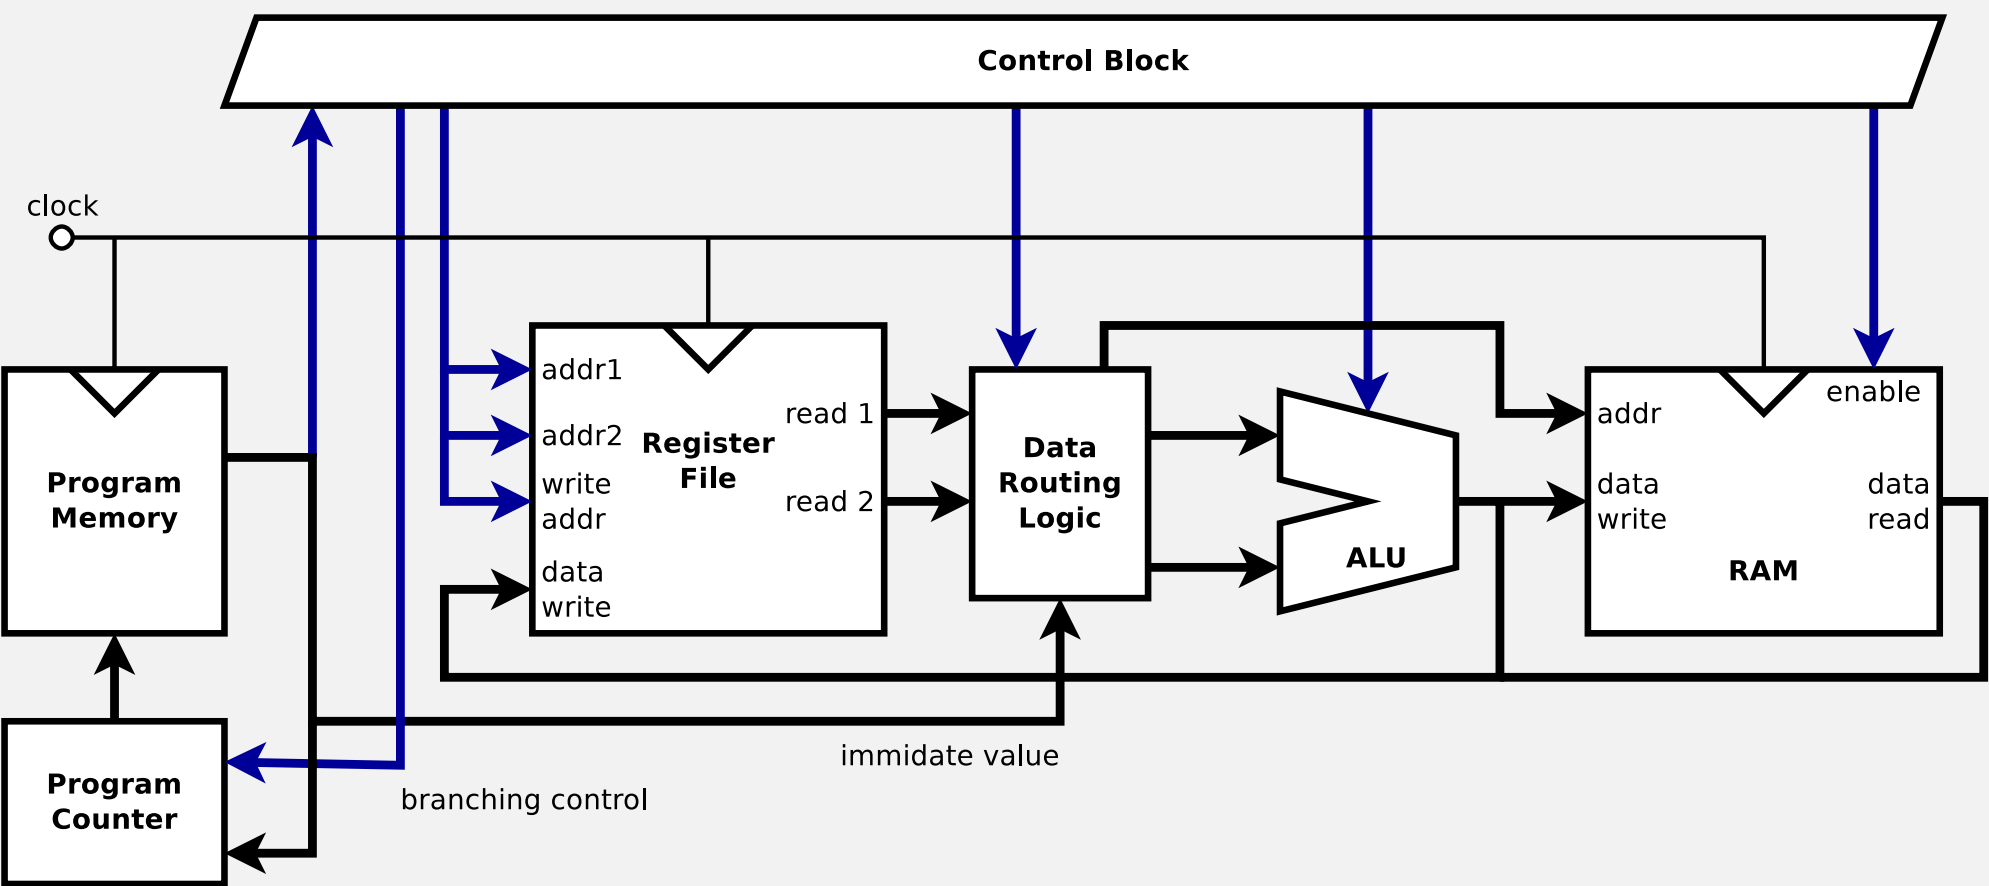 Control Block
clock
addr1
addr2
write
addr
data
write
Register
File
read 1
read 2
Program
Memory
Data
Routing
Logic
ALU
enable
addr
data
write
data
read
RAM
immidate value
branching control
Program
Counter